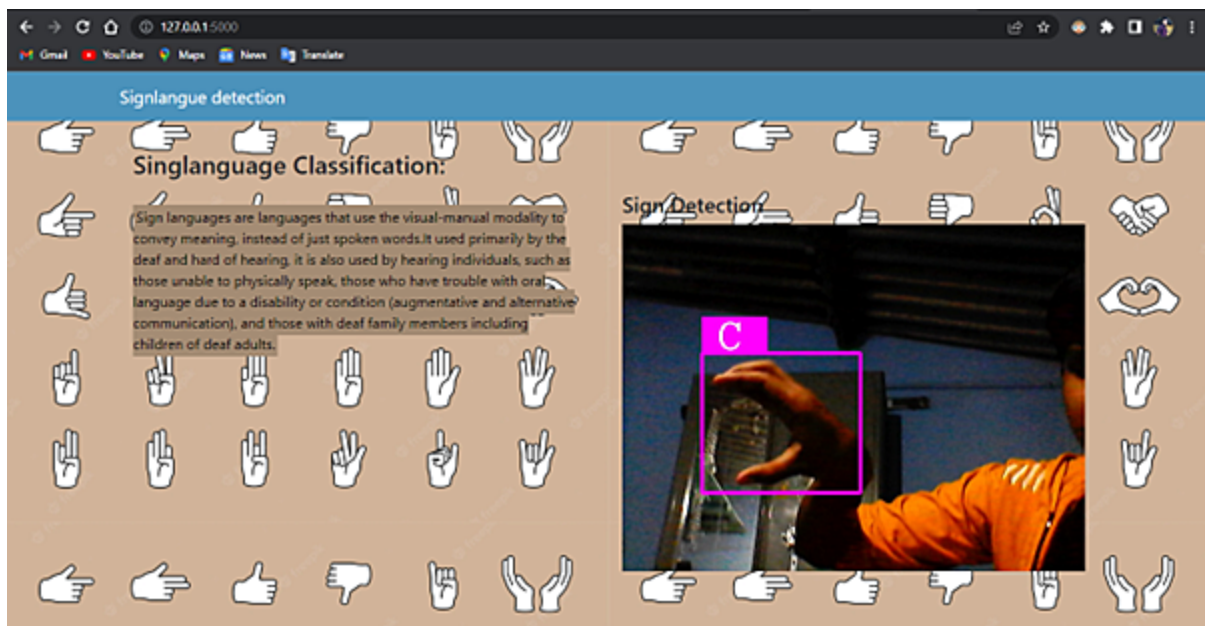 127.0.0.1:5000
Gmail YouTube Maps News Translate
Signlangue detection
Singlanguage Classification:
Sign languages are languages that use the visual-manual modality to
convey meaning, instead of just spoken words.It used primarily by the
deaf and hard of hearing, it is also used by hearing individuals, such as
those unable to physically speak, those who have trouble with oral
language due to a disability or condition (augmentative and alternative
communication), and those with deaf family members including
children of deaf adults.
Sign Detection
C